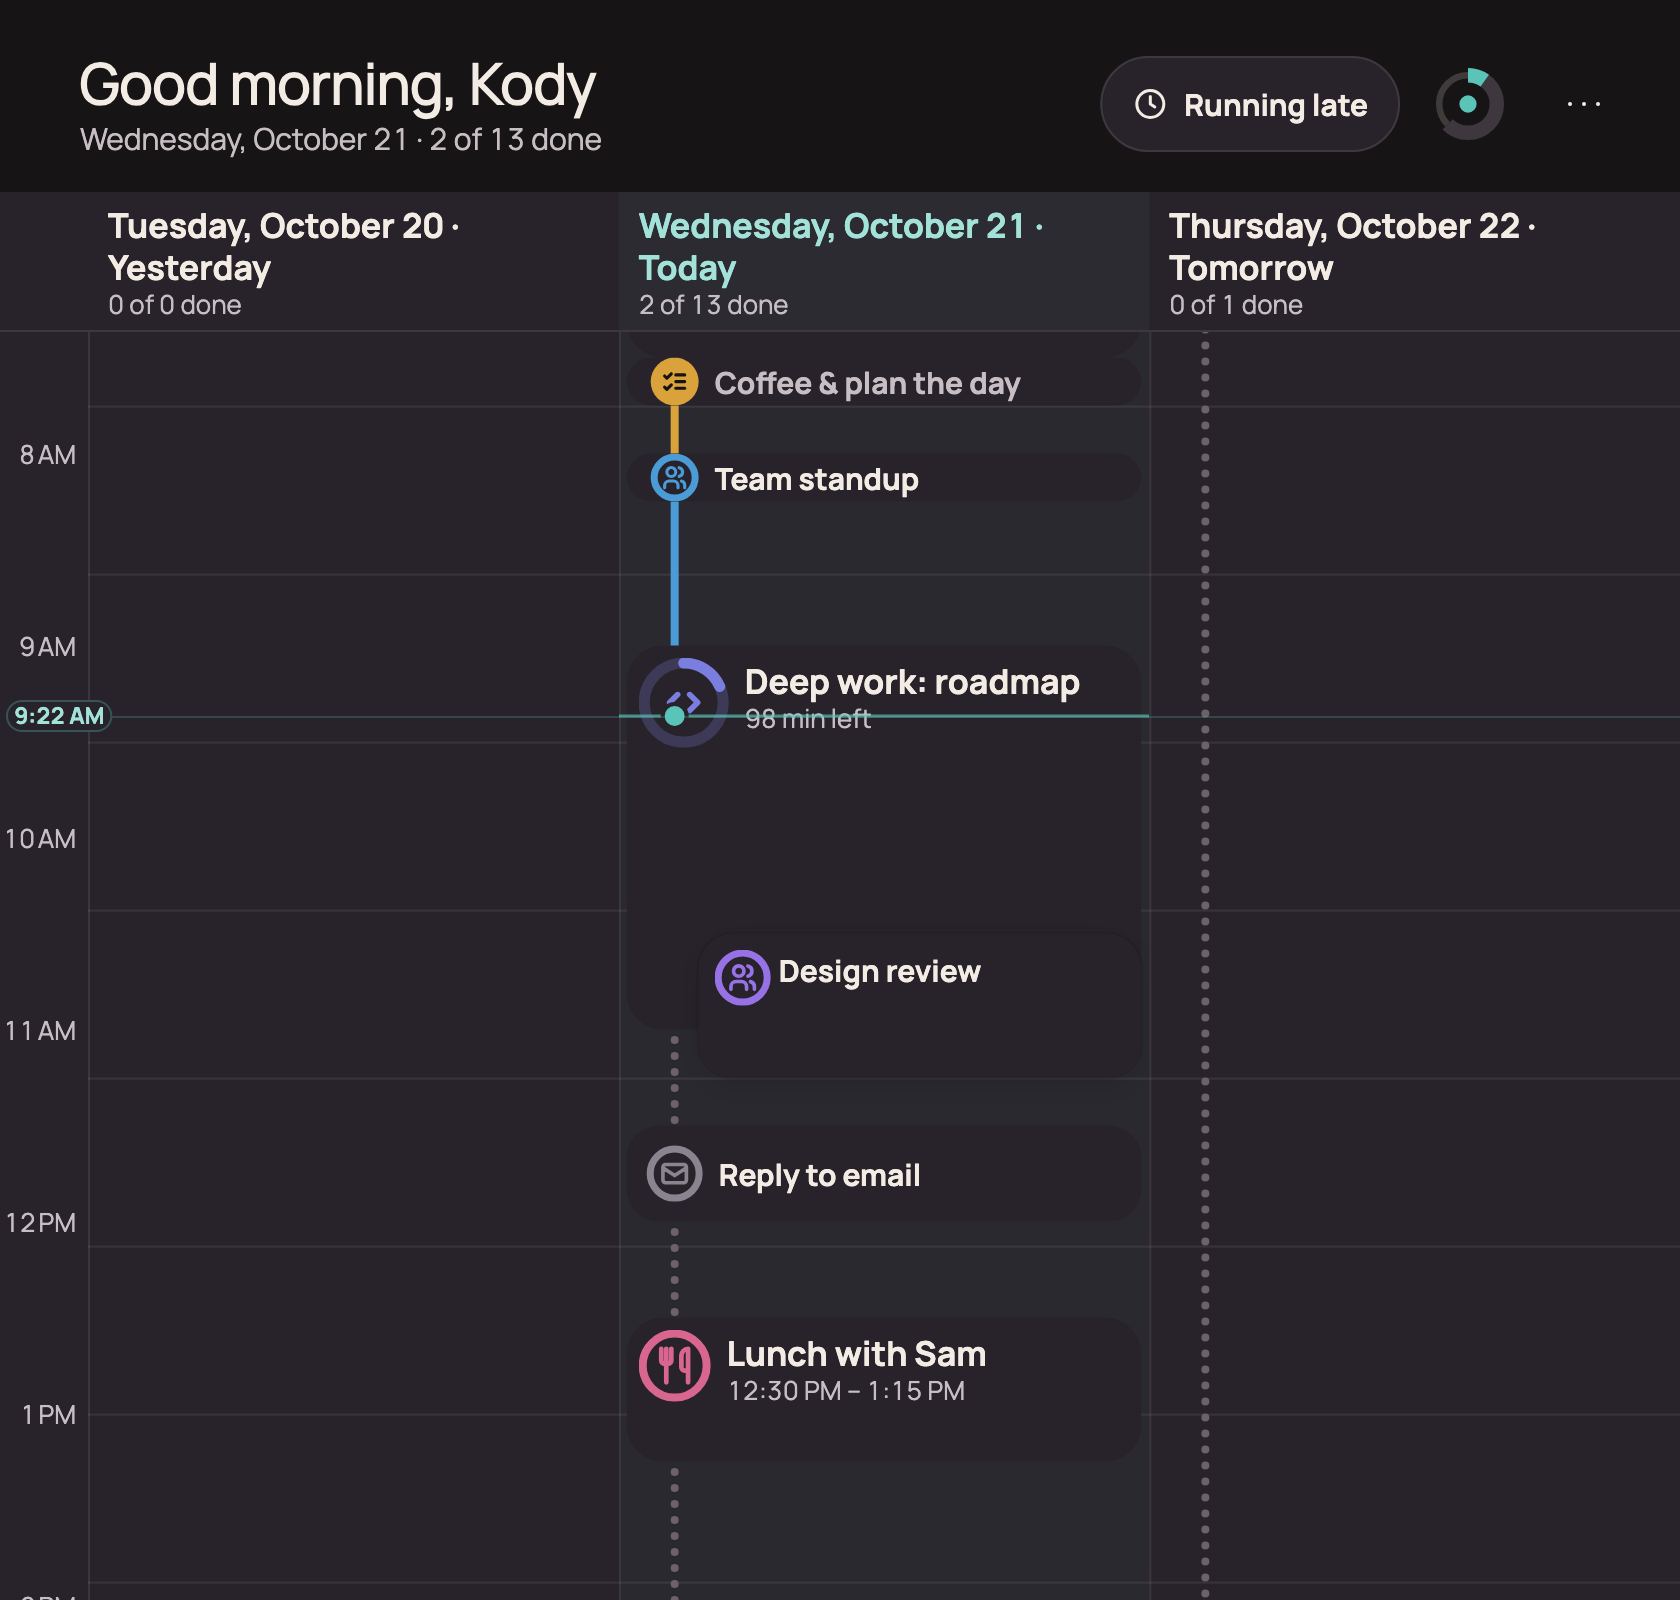 Good morning, Kody
Wednesday, October 21 · 2 of 13 done
Running late
Tuesday, October 20 ·
Yesterday
0 of 0 done
Wednesday, October 21 ·
Today
2 of 13 done
Thursday, October 22 ·
Tomorrow
0 of 1 done
Coffee & plan the day
8 AM
Team standup
9 AM
Deep work: roadmap
9:22 AM
98 min left
10 AM
Design review
11 AM
Reply to email
12 PM
Lunch with Sam
12:30 PM – 1:15 PM
1 PM